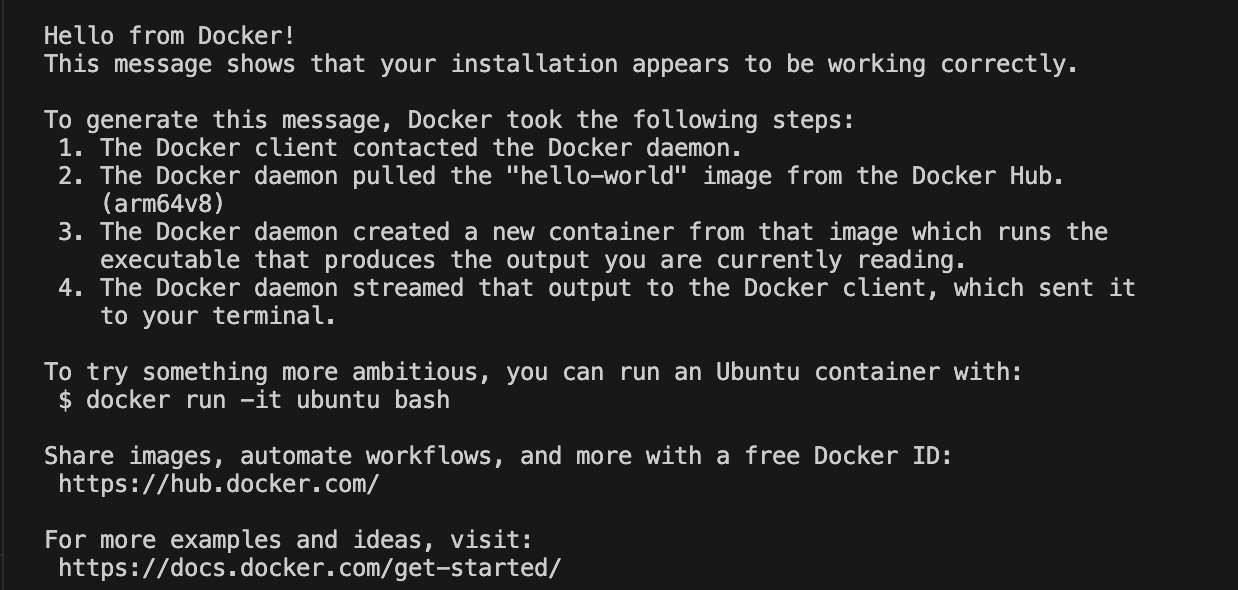 Hello from Docker!
This message shows that your installation appears to be working correctly.

To generate this message, Docker took the following steps:
 1. The Docker client contacted the Docker daemon.
 2. The Docker daemon pulled the "hello-world" image from the Docker Hub.
    (arm64v8)
 3. The Docker daemon created a new container from that image which runs the
    executable that produces the output you are currently reading.
 4. The Docker daemon streamed that output to the Docker client, which sent it
    to your terminal.

To try something more ambitious, you can run an Ubuntu container with:
 $ docker run -it ubuntu bash

Share images, automate workflows, and more with a free Docker ID:
 https://hub.docker.com/

For more examples and ideas, visit:
 https://docs.docker.com/get-started/